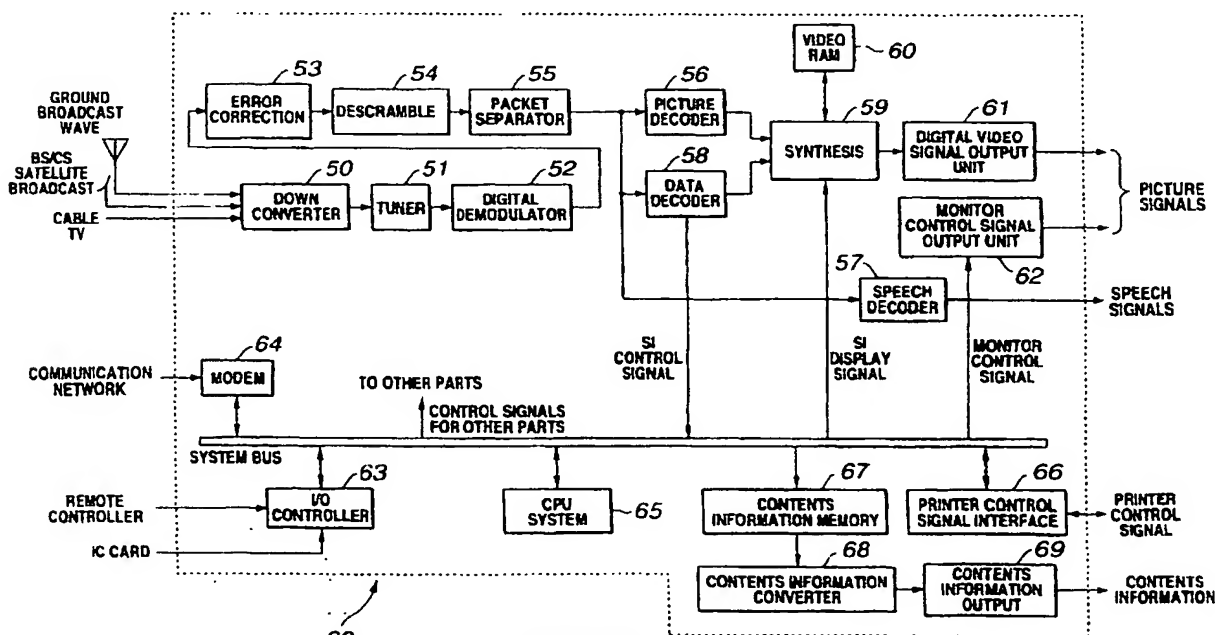 VIDEO
RAM
60
53
ERROR
CORRECTION
54
DESCRAMBLE
55
PACKET
SEPARATOR
56
PICTURE
DECODER
59
SYNTHESIS
61
DIGITAL VIDEO
SIGNAL OUTPUT
UNIT
GROUND
BROADCAST
WAVE
BS/CS
SATELLITE
BROADCAST
CABLE
TV
50
DOWN
CONVERTER
51
TUNER
52
DIGITAL
DEMODULATOR
58
DATA
DECODER
PICTURE
SIGNALS
MONITOR
CONTROL SIGNAL
OUTPUT UNIT
62
57
SPEECH
DECODER
SPEECH
SIGNALS
64
MODEM
COMMUNICATION
NETWORK
TO OTHER PARTS
CONTROL SIGNALS
FOR OTHER PARTS
SI
CONTROL
SIGNAL
SI
DISPLAY
SIGNAL
MONITOR
CONTROL
SIGNAL
SYSTEM BUS
63
I/O
CONTROLLER
REMOTE
CONTROLLER
IC CARD
CPU
SYSTEM
65
67
CONTENTS
INFORMATION MEMORY
66
PRINTER CONTROL
SIGNAL INTERFACE
PRINTER
CONTROL
SIGNAL
68
CONTENTS INFORMATION
CONVERTER
69
CONTENTS
INFORMATION OUTPUT
CONTENTS
INFORMATION